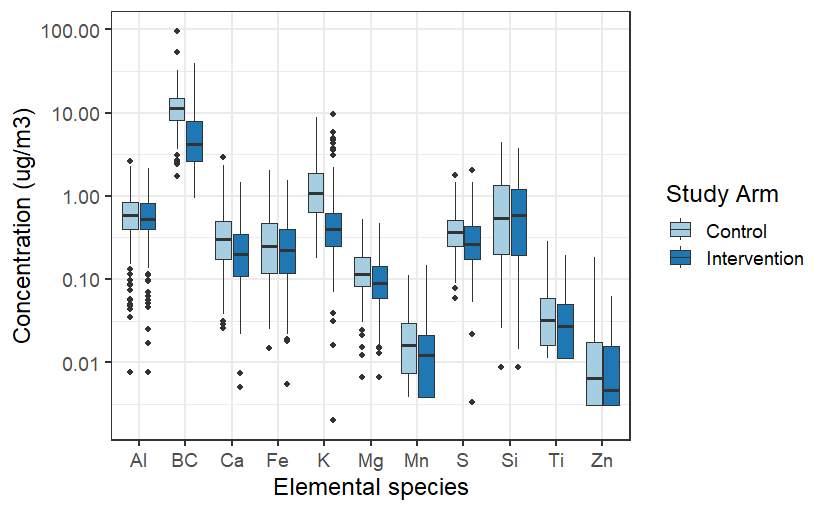 Concentration (ug/m3)
100.00
10.00
1.00
0.10
0.01
Al BC Ca Fe K Mg Mn S Si Ti Zn
Elemental species
Study Arm
Control
Intervention